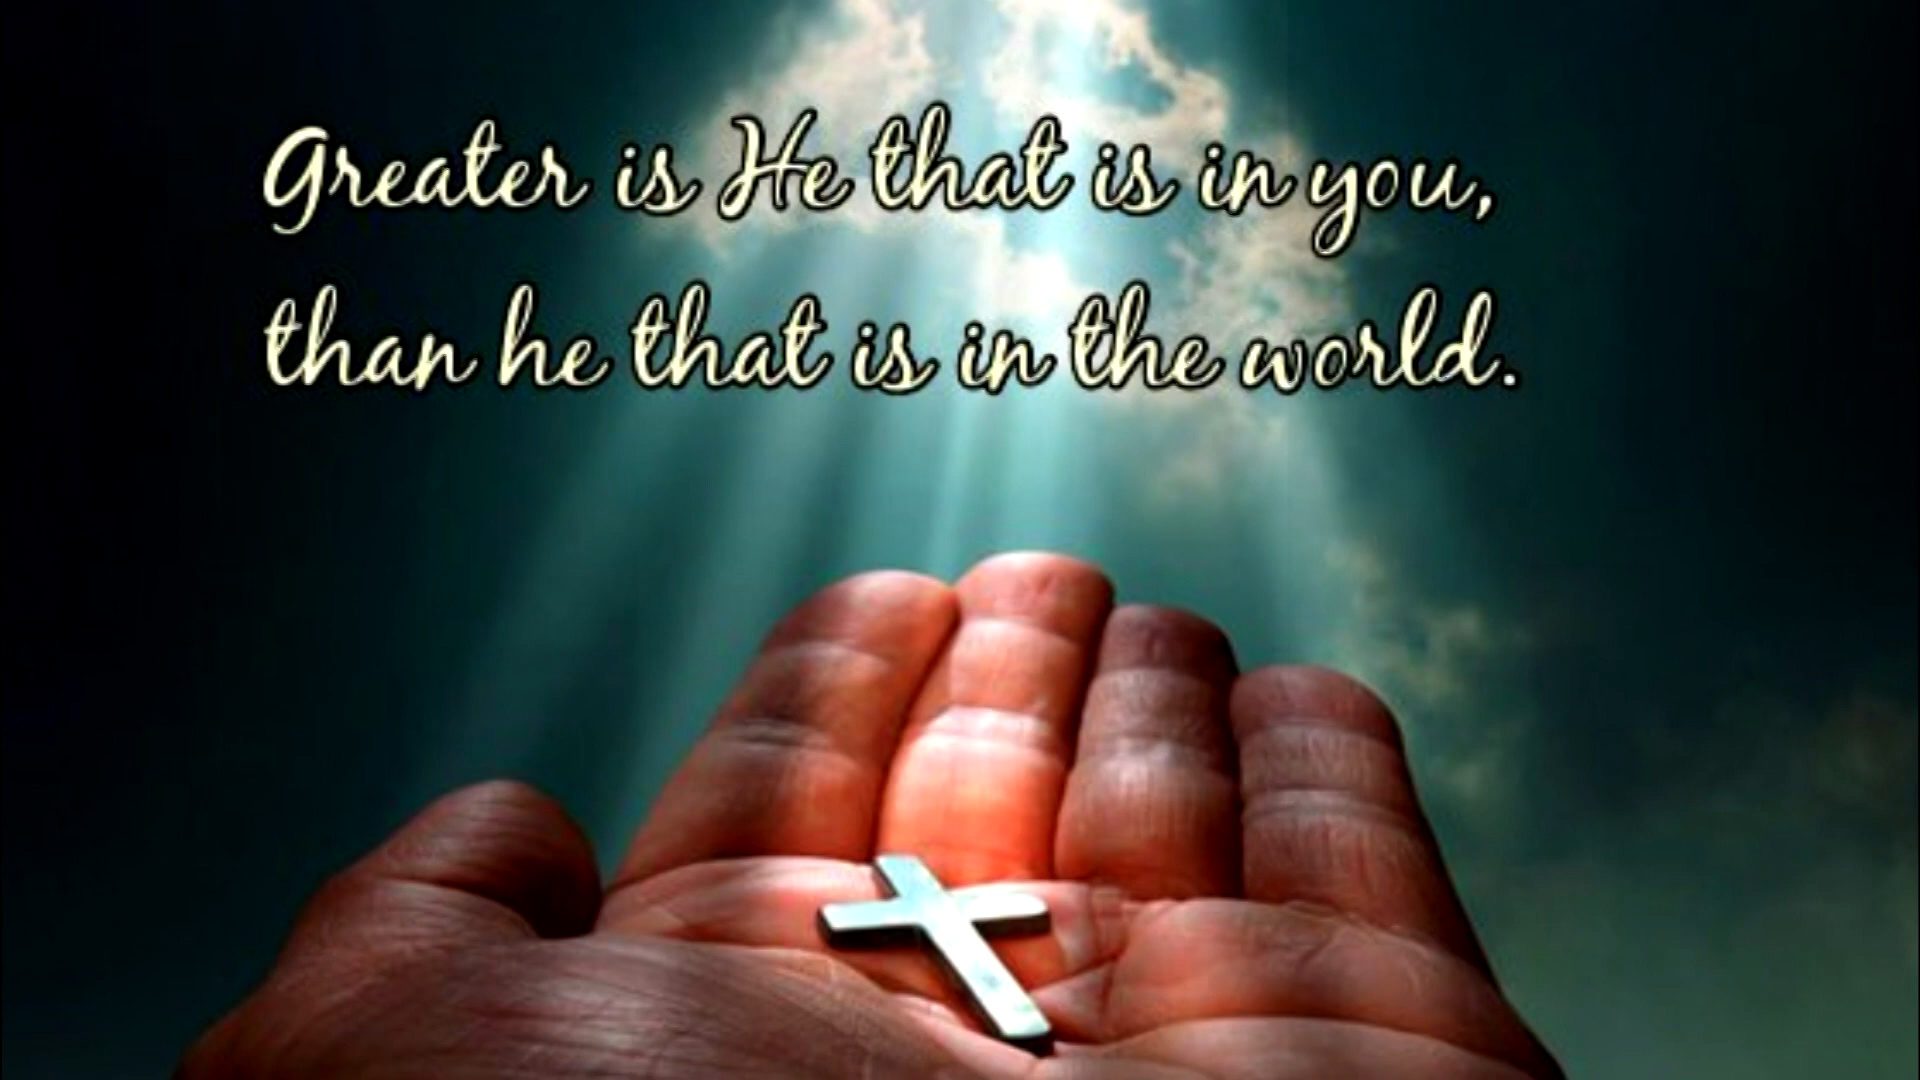 Greater is He that is in you,
than he that is in the world.